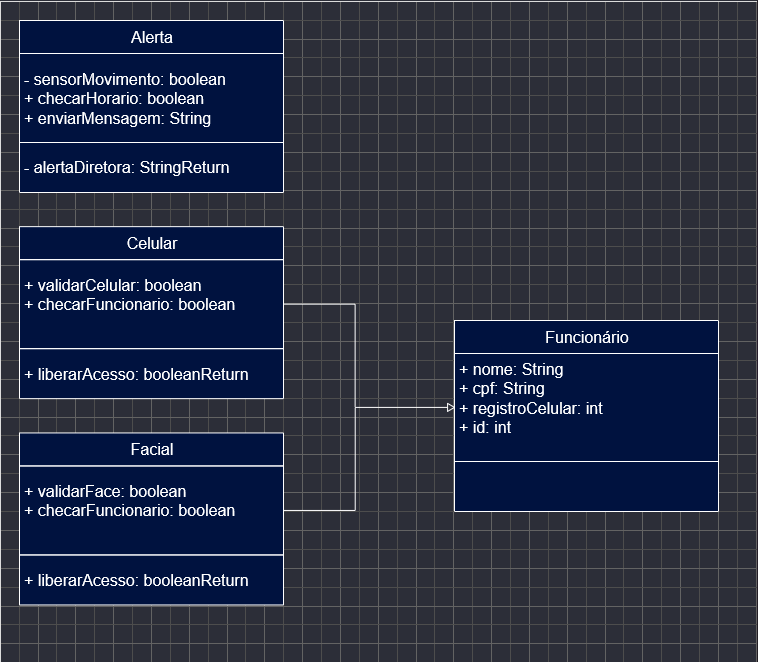 Alerta
- sensorMovimento: boolean
+ checarHorario: boolean
+ enviarMensagem: String
- alertaDiretora: StringReturn
Celular
+ validarCelular: boolean
+ checarFuncionario: boolean
+ liberarAcesso: booleanReturn
Facial
+ validarFace: boolean
+ checarFuncionario: boolean
+ liberarAcesso: booleanReturn
Funcionário
+ nome: String
+ cpf: String
+ registroCelular: int
+ id: int